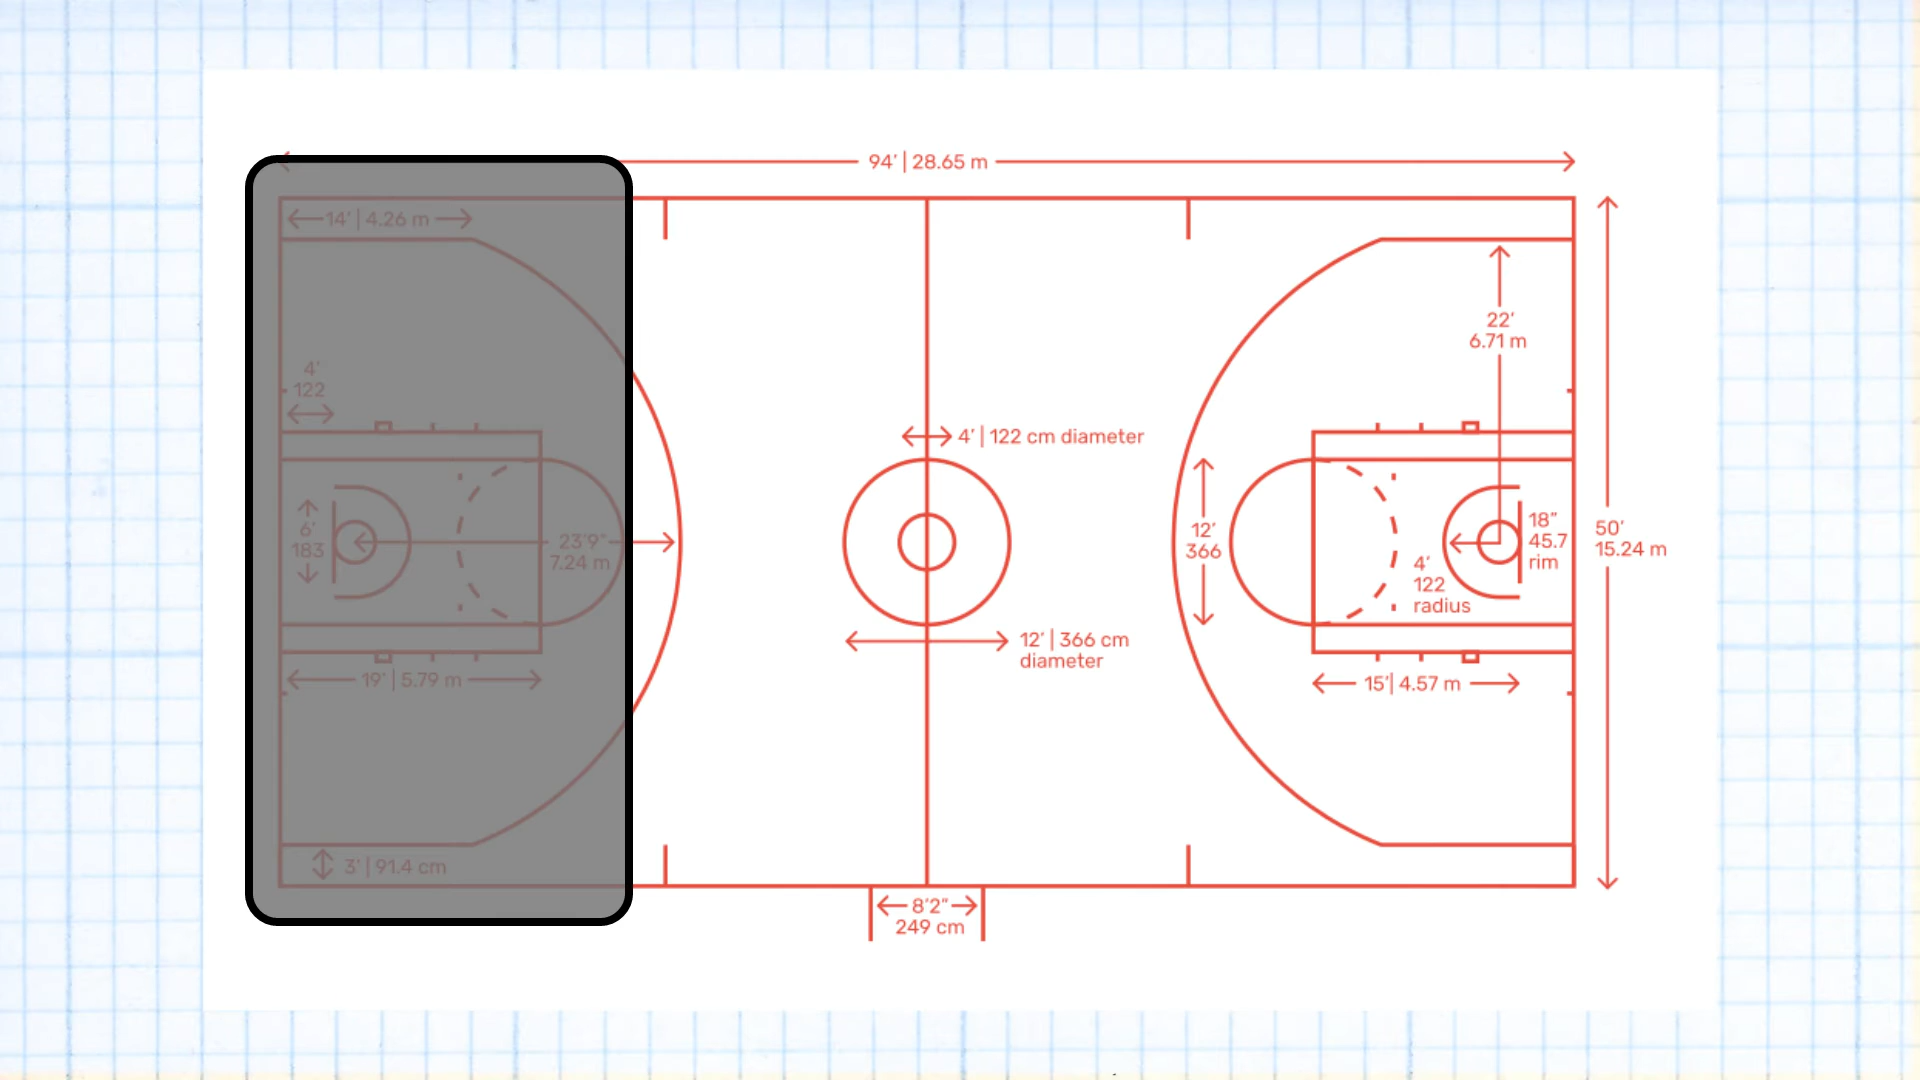 94' | 28.65 m
14' | 4.26 m
22'
6.71 m
4'
122
4' | 122 cm diameter
6'
183
23'9"
7.24 m
12'
366
18"
45.7
rim
4'
122
radius
50'
15.24 m
12' | 366 cm
diameter
19' | 5.79 m
15' | 4.57 m
3' | 91.4 cm
8'2"
249 cm